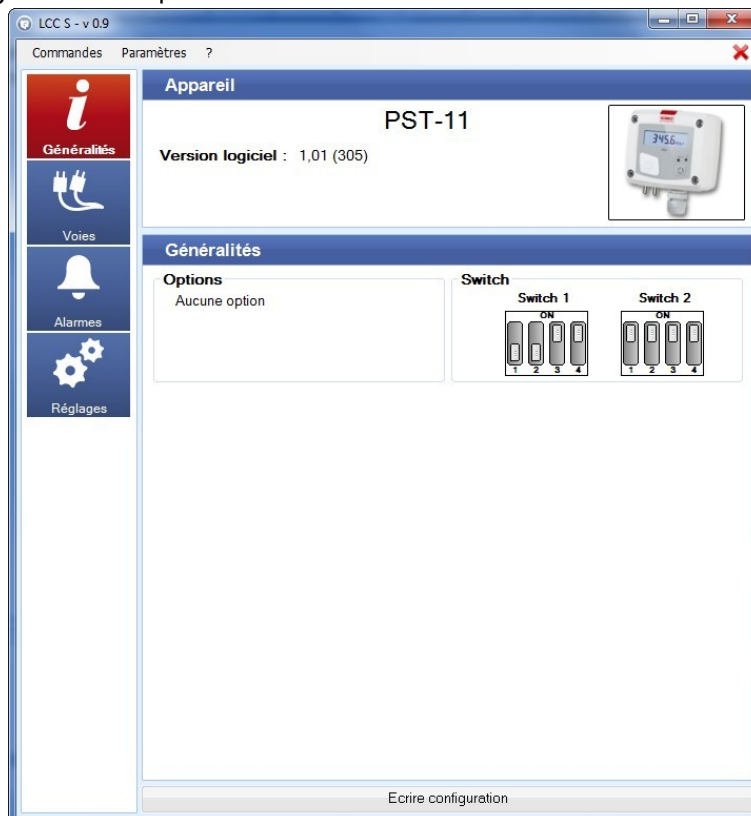 LCC S - v 0.9
Commandes Paramètres ?
Généralités
Voies
Alarmes
Réglages
Appareil
PST-11
Version logiciel : 1,01 (305)
345.6
Généralités
Options
Aucune option
Switch
Switch 1
ON
1 2 3 4
Switch 2
ON
1 2 3 4
Ecrire configuration